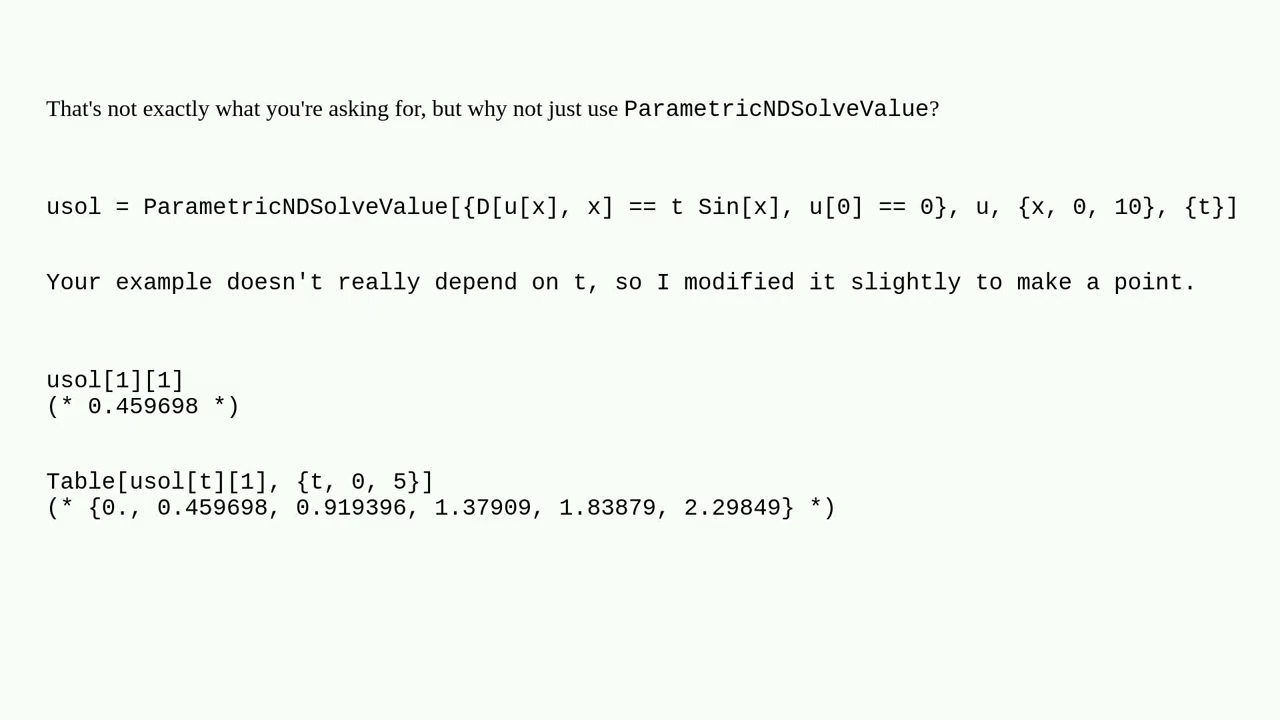 That's not exactly what you're asking for, but why not just use ParametricNDSolveValue?
usol = ParametricNDSolveValue[{D[u[x], x] == t Sin[x], u[0] == 0}, u, {x, 0, 10}, {t}]
Your example doesn't really depend on t, so I modified it slightly to make a point.
usol[1][1]
(* 0.459698 *)
Table[usol[t][1], {t, 0, 5}]
(* {0., 0.459698, 0.919396, 1.37909, 1.83879, 2.29849} *)